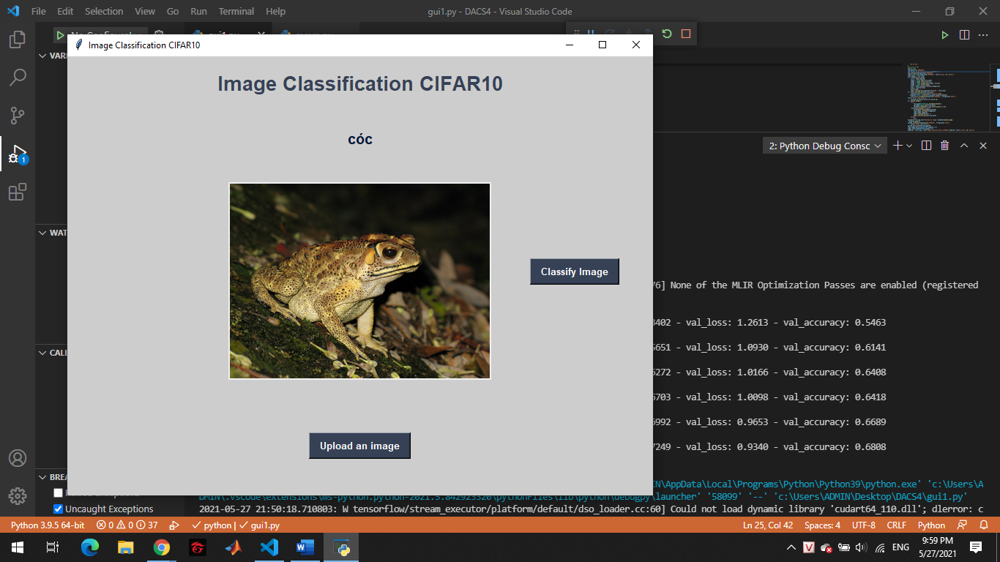 File Edit Selection View Go Run Terminal Help
gui1.py - DACS4 - Visual Studio Code
Image Classification CIFAR10
Image Classification CIFAR10
cóc
Classify Image
Upload an image
VARI
WAT
CALL
BREA
Uncaught Exceptions
1
2: Python Debug Consc
76] None of the MLIR Optimization Passes are enabled (registered
3402 - val_loss: 1.2613 - val_accuracy: 0.5463
5651 - val_loss: 1.0930 - val_accuracy: 0.6141
6272 - val_loss: 1.0166 - val_accuracy: 0.6408
6703 - val_loss: 1.0098 - val_accuracy: 0.6418
6992 - val_loss: 0.9653 - val_accuracy: 0.6689
7249 - val_loss: 0.9340 - val_accuracy: 0.6808
IN\AppData\Local\Programs\Python\Python39\python.exe' 'c:\Users\A
DMIN\.vscode\extensions\ms-python.python-2021.5.842923320\pythonFiles\lib\python\debugpy\launcher' '58099' '--' 'c:\Users\ADMIN\Desktop\DACS4\gui1.py'
2021-05-27 21:50:18.710803: W tensorflow/stream_executor/platform/default/dso_loader.cc:60] Could not load dynamic library 'cudart64_110.dll'; dlerror: c
Python 3.9.5 64-bit 0 0 37 python | gui1.py Ln 25, Col 42 Spaces: 4 UTF-8 CRLF Python
ENG
9:59 PM
5/27/2021